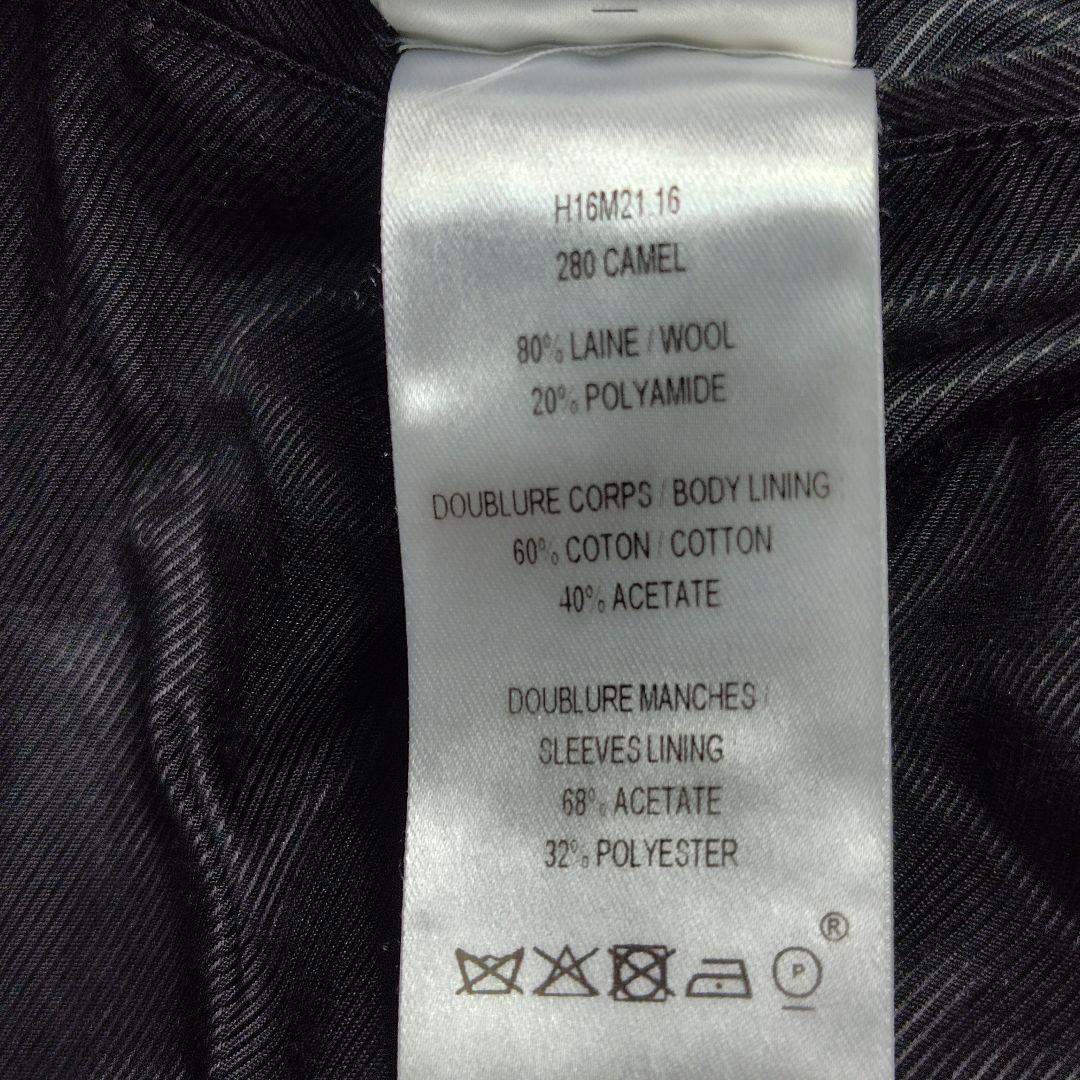 H16M21.16
280 CAMEL
80% LAINE / WOOL
20% POLYAMIDE
DOUBLURE CORPS / BODY LINING :
60% COTON / COTTON
40% ACETATE
DOUBLURE MANCHES /
SLEEVES LINING
68% ACETATE
32% POLYESTER
®
P